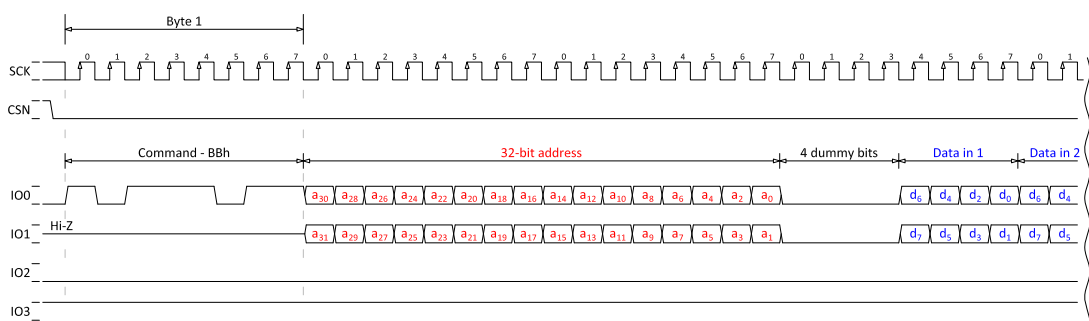 Byte 1
0 1 2 3 4 5 6 7 0 1 2 3 4 5 6 7 0 1 2 3 4 5 6 7 0 1 2 3 4 5 6 7 0 1
SCK
CSN
Command - BBh 32-bit address 4 dummy bits Data in 1 Data in 2
IO0 a30 a28 a26 a24 a22 a20 a18 a16 a14 a12 a10 a8 a6 a4 a2 a0 d6 d4 d2 d0 d6 d4
Hi-Z
IO1 a31 a29 a27 a25 a23 a21 a19 a17 a15 a13 a11 a9 a7 a5 a3 a1 d7 d5 d3 d1 d7 d5
IO2
IO3